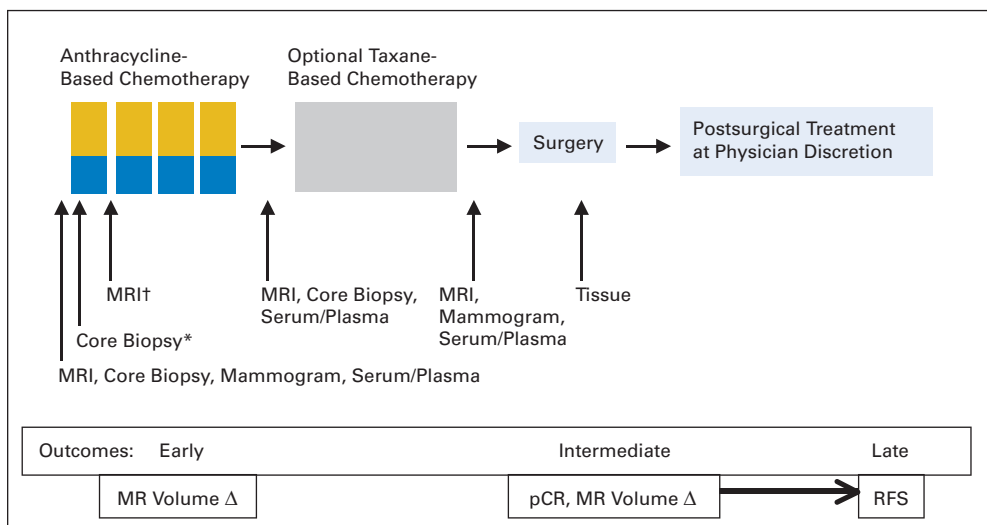 Anthracycline-
Based Chemotherapy
Optional Taxane-
Based Chemotherapy
Surgery
Postsurgical Treatment
at Physician Discretion
MRI†
MRI, Core Biopsy,
Serum/Plasma
MRI,
Mammogram,
Serum/Plasma
Tissue
Core Biopsy*
MRI, Core Biopsy, Mammogram, Serum/Plasma
Outcomes: Early Intermediate Late
MR Volume Δ pCR, MR Volume Δ RFS